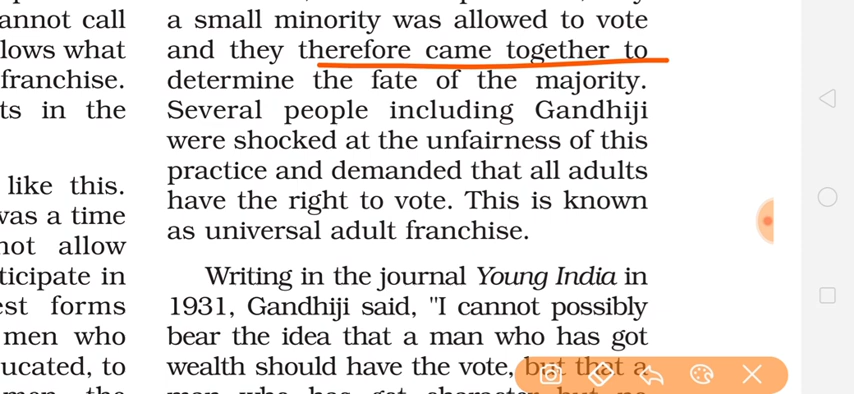 annot call
lows what
franchise.
ts in the
like this.
was a time
not allow
ticipate in
est forms
men who
ucated, to
a small minority was allowed to vote
and they therefore came together to
determine the fate of the majority.
Several people including Gandhiji
were shocked at the unfairness of this
practice and demanded that all adults
have the right to vote. This is known
as universal adult franchise.
Writing in the journal Young India in
1931, Gandhiji said, "I cannot possibly
bear the idea that a man who has got
wealth should have the vote, but that a